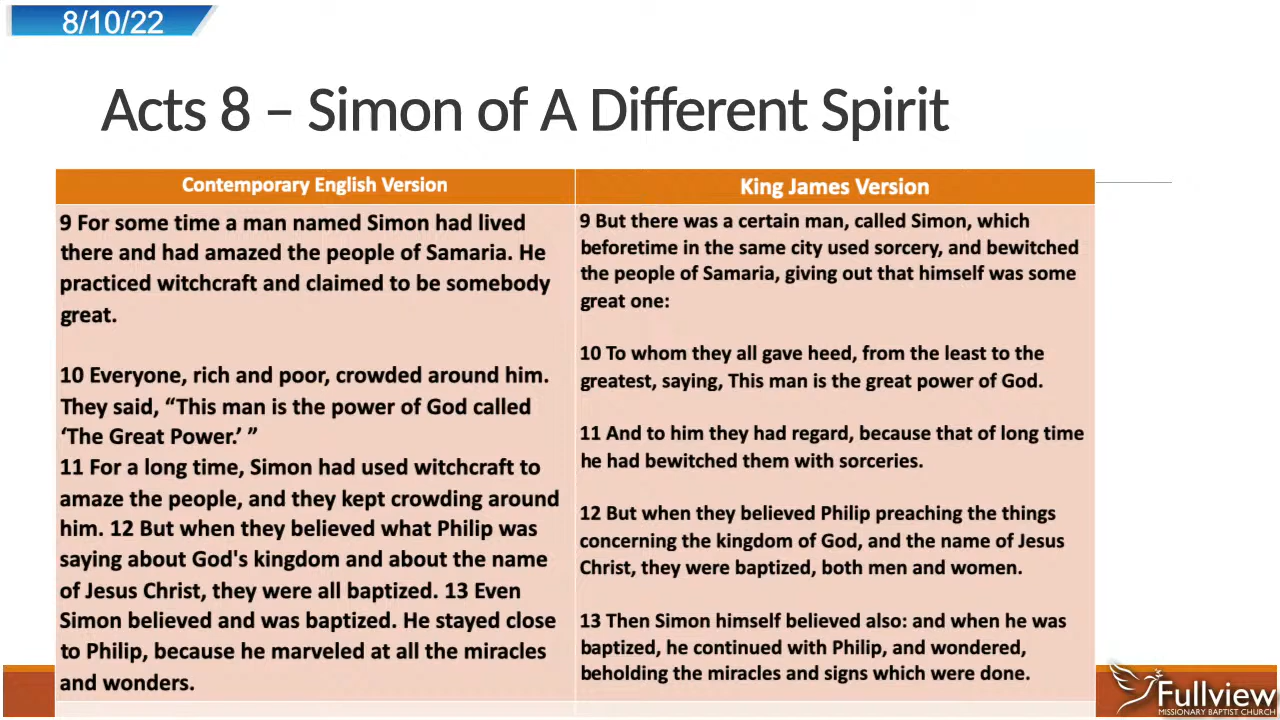 8/10/22
Acts 8 – Simon of A Different Spirit
Contemporary English Version
9 For some time a man named Simon had lived
there and had amazed the people of Samaria. He
practiced witchcraft and claimed to be somebody
great.
10 Everyone, rich and poor, crowded around him.
They said, “This man is the power of God called
‘The Great Power.’ ”
11 For a long time, Simon had used witchcraft to
amaze the people, and they kept crowding around
him. 12 But when they believed what Philip was
saying about God's kingdom and about the name
of Jesus Christ, they were all baptized. 13 Even
Simon believed and was baptized. He stayed close
to Philip, because he marveled at all the miracles
and wonders.
King James Version
9 But there was a certain man, called Simon, which
beforetime in the same city used sorcery, and bewitched
the people of Samaria, giving out that himself was some
great one:
10 To whom they all gave heed, from the least to the
greatest, saying, This man is the great power of God.
11 And to him they had regard, because that of long time
he had bewitched them with sorceries.
12 But when they believed Philip preaching the things
concerning the kingdom of God, and the name of Jesus
Christ, they were baptized, both men and women.
13 Then Simon himself believed also: and when he was
baptized, he continued with Philip, and wondered,
beholding the miracles and signs which were done.
Fullview
MISSIONARY BAPTIST CHURCH